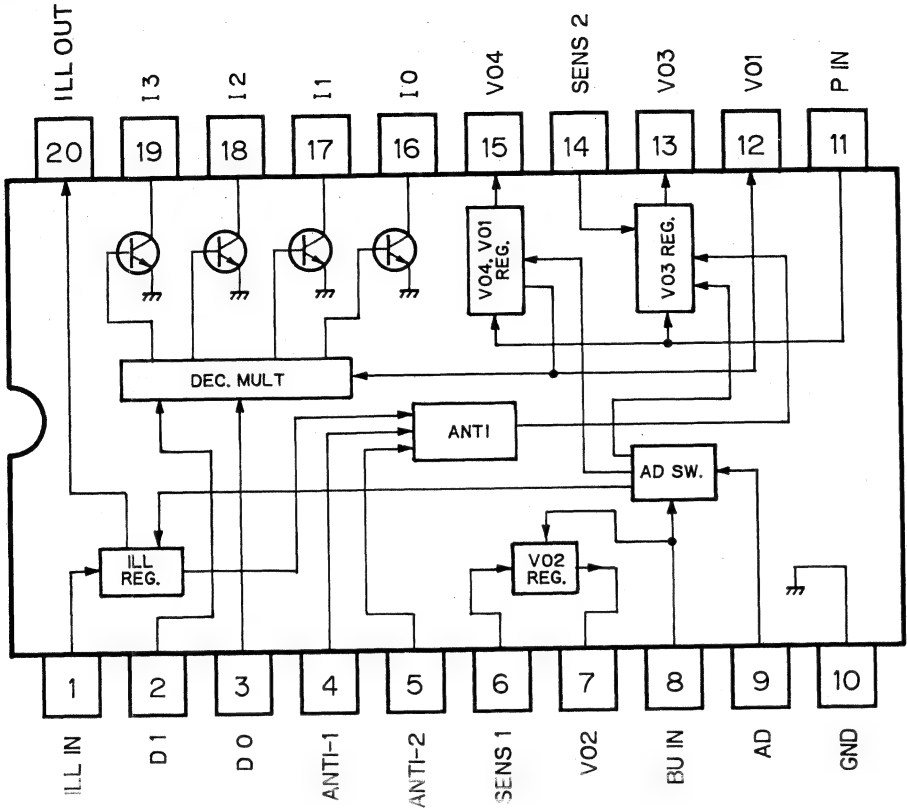 ILL OUT
I3
I2
I1
I0
VO4
SENS 2
VO3
VO1
P IN
20
19
18
17
16
15
14
13
12
11
VO4. VO1
REG.
VO3 REG.
DEC. MULT
ANTI
AD SW.
ILL
REG.
VO2
REG.
1
2
3
4
5
6
7
8
9
10
ILL IN
D 1
D 0
ANTI-1
ANTI-2
SENS 1
VO2
BU IN
AD
GND